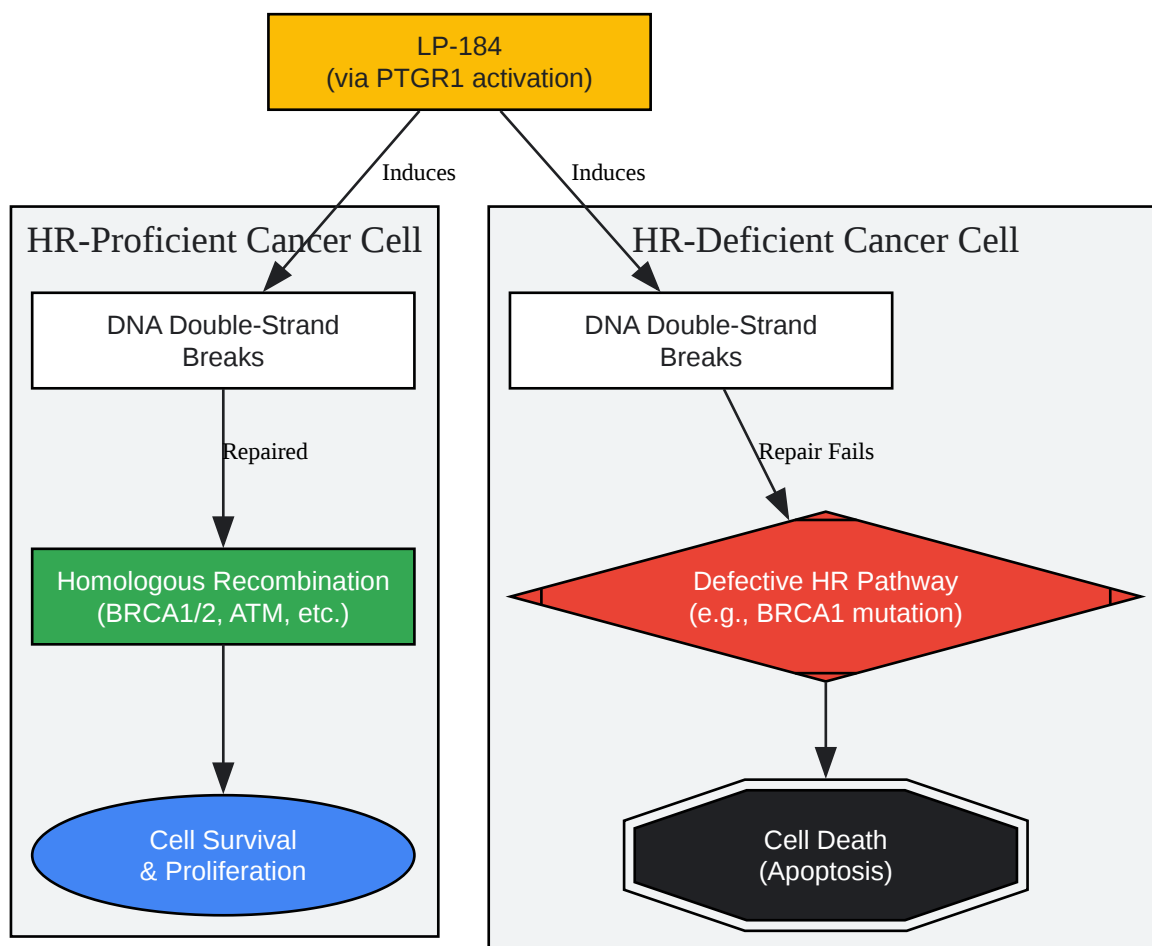 LP-184
(via PTGR1 activation)
Induces
Induces
HR-Proficient Cancer Cell
HR-Deficient Cancer Cell
DNA Double-Strand
Breaks
DNA Double-Strand
Breaks
Repaired
Repair Fails
Homologous Recombination
(BRCA1/2, ATM, etc.)
Defective HR Pathway
(e.g., BRCA1 mutation)
Cell Survival
& Proliferation
Cell Death
(Apoptosis)